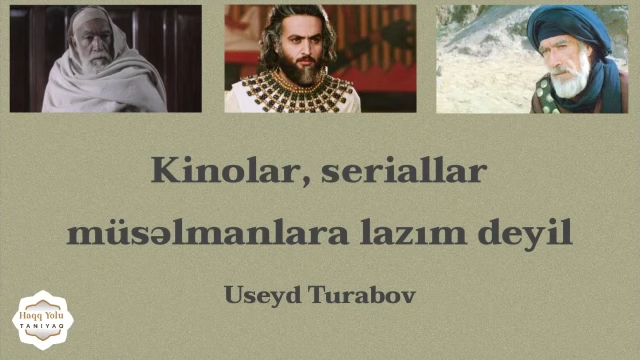 Kinolar, seriallar
müsəlmanlara lazım deyil
Useyd Turabov
Haqq Yolu
TANIYAQ